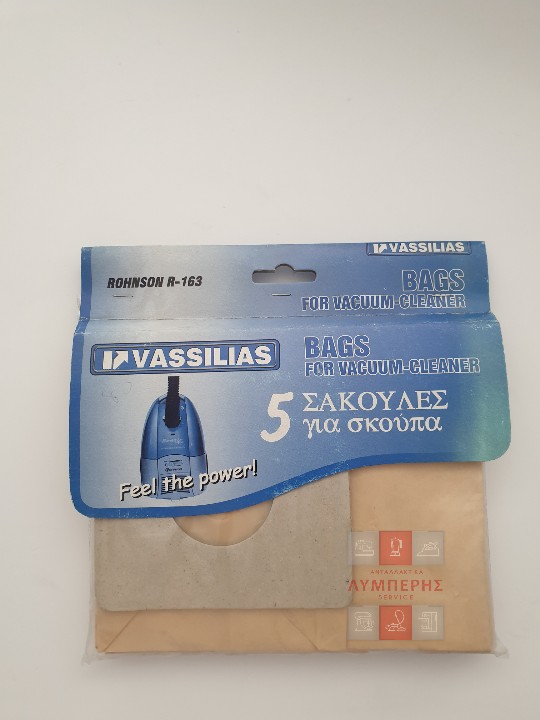 VASSILIAS
ROHNSON R-163
BAGS
FOR VACUUM-CLEANER
VASSILIAS
BAGS
FOR VACUUM-CLEANER
5 ΣΑΚΟΥΛΕΣ
για σκούπα
Feel the power!
ΑΝΤΑΛΛΑΚΤΙΚΑ
ΛΥΜΠΕΡΗΣ
SERVICE